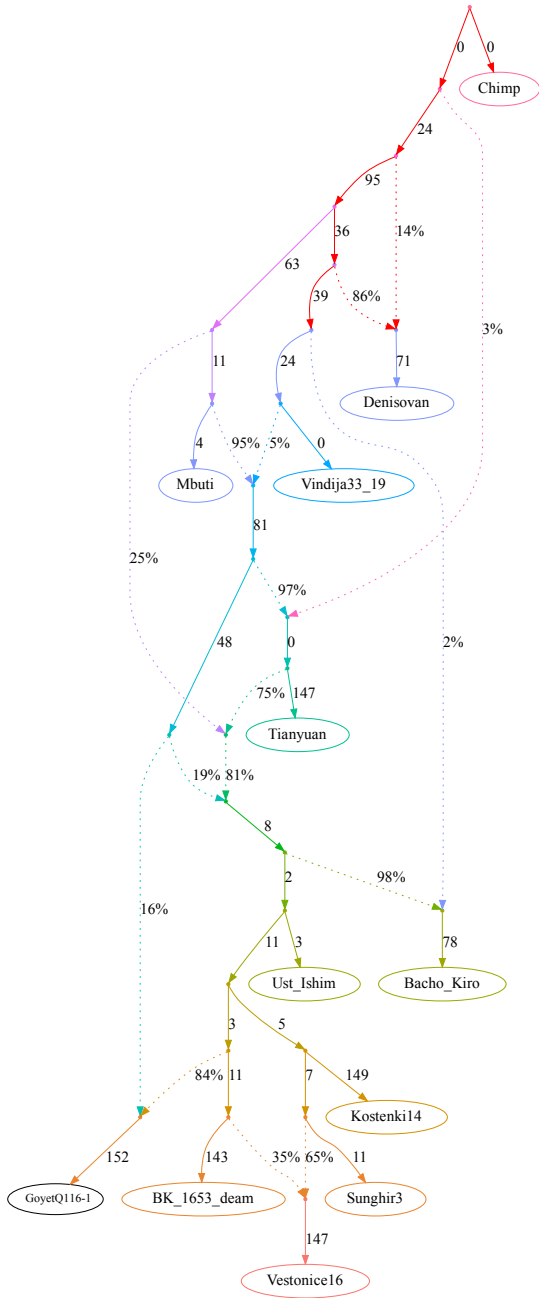 0 0
Chimp
24
95
36 14%
63
39 86% 3%
11 24 71
Denisovan
4 95% 5% 0
Mbuti Vindija33_19
81
25%
97%
48 0 2%
75% 147
Tianyuan
19% 81%
8
2 98%
16%
11 3 78
Ust_Ishim Bacho_Kiro
3 5
84% 11 7 149
Kostenki14
152 143 35% 65% 11
GoyetQ116-1 BK_1653_deam Sunghir3
147
Vestonice16